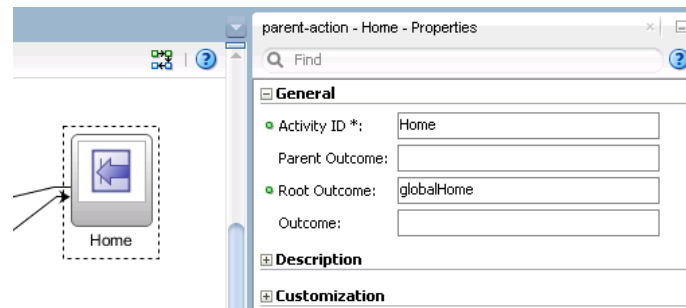 parent-action - Home - Properties
Find
General
Activity ID *: Home
Parent Outcome:
Root Outcome: globalHome
Outcome:
Description
Customization
Home